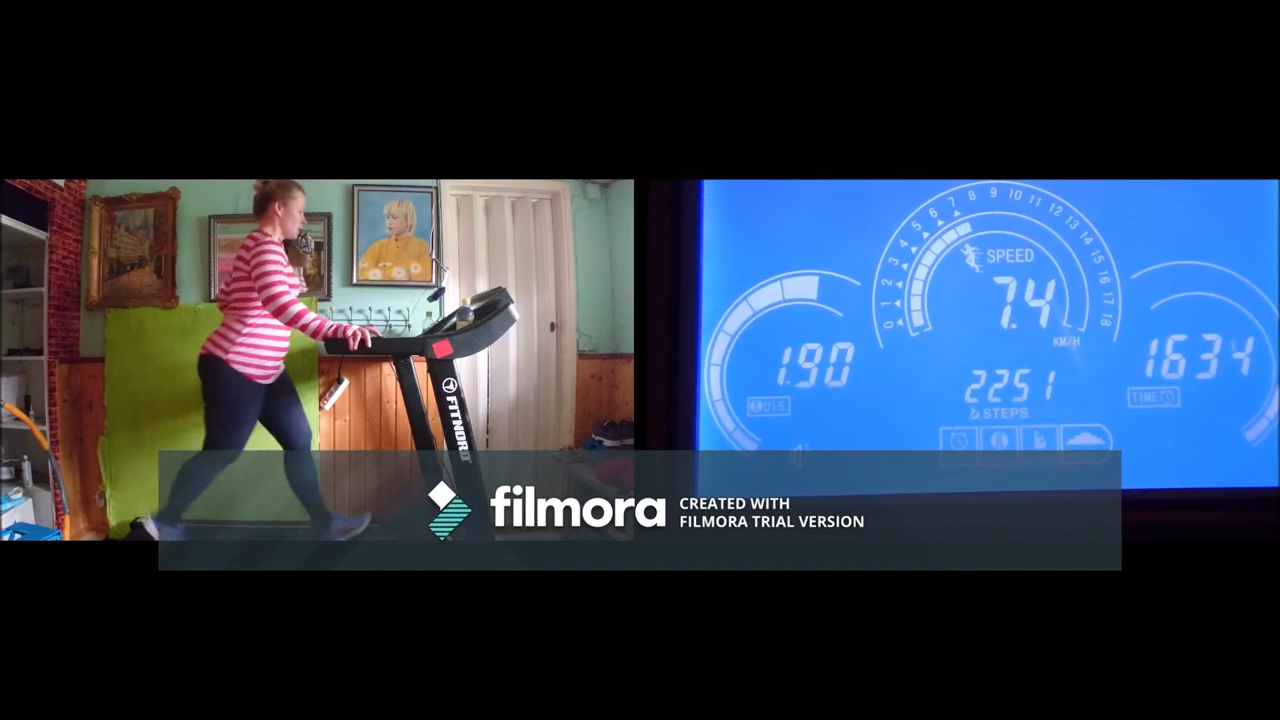 FITNORD
0 1 2 3 4 5 6 7 8 9 10 11 12 13 14 15 16 17 18
SPEED
7.4
KM/H
1.90
DIS
2251
STEPS
1634
TIME
filmora
CREATED WITH
FILMORA TRIAL VERSION